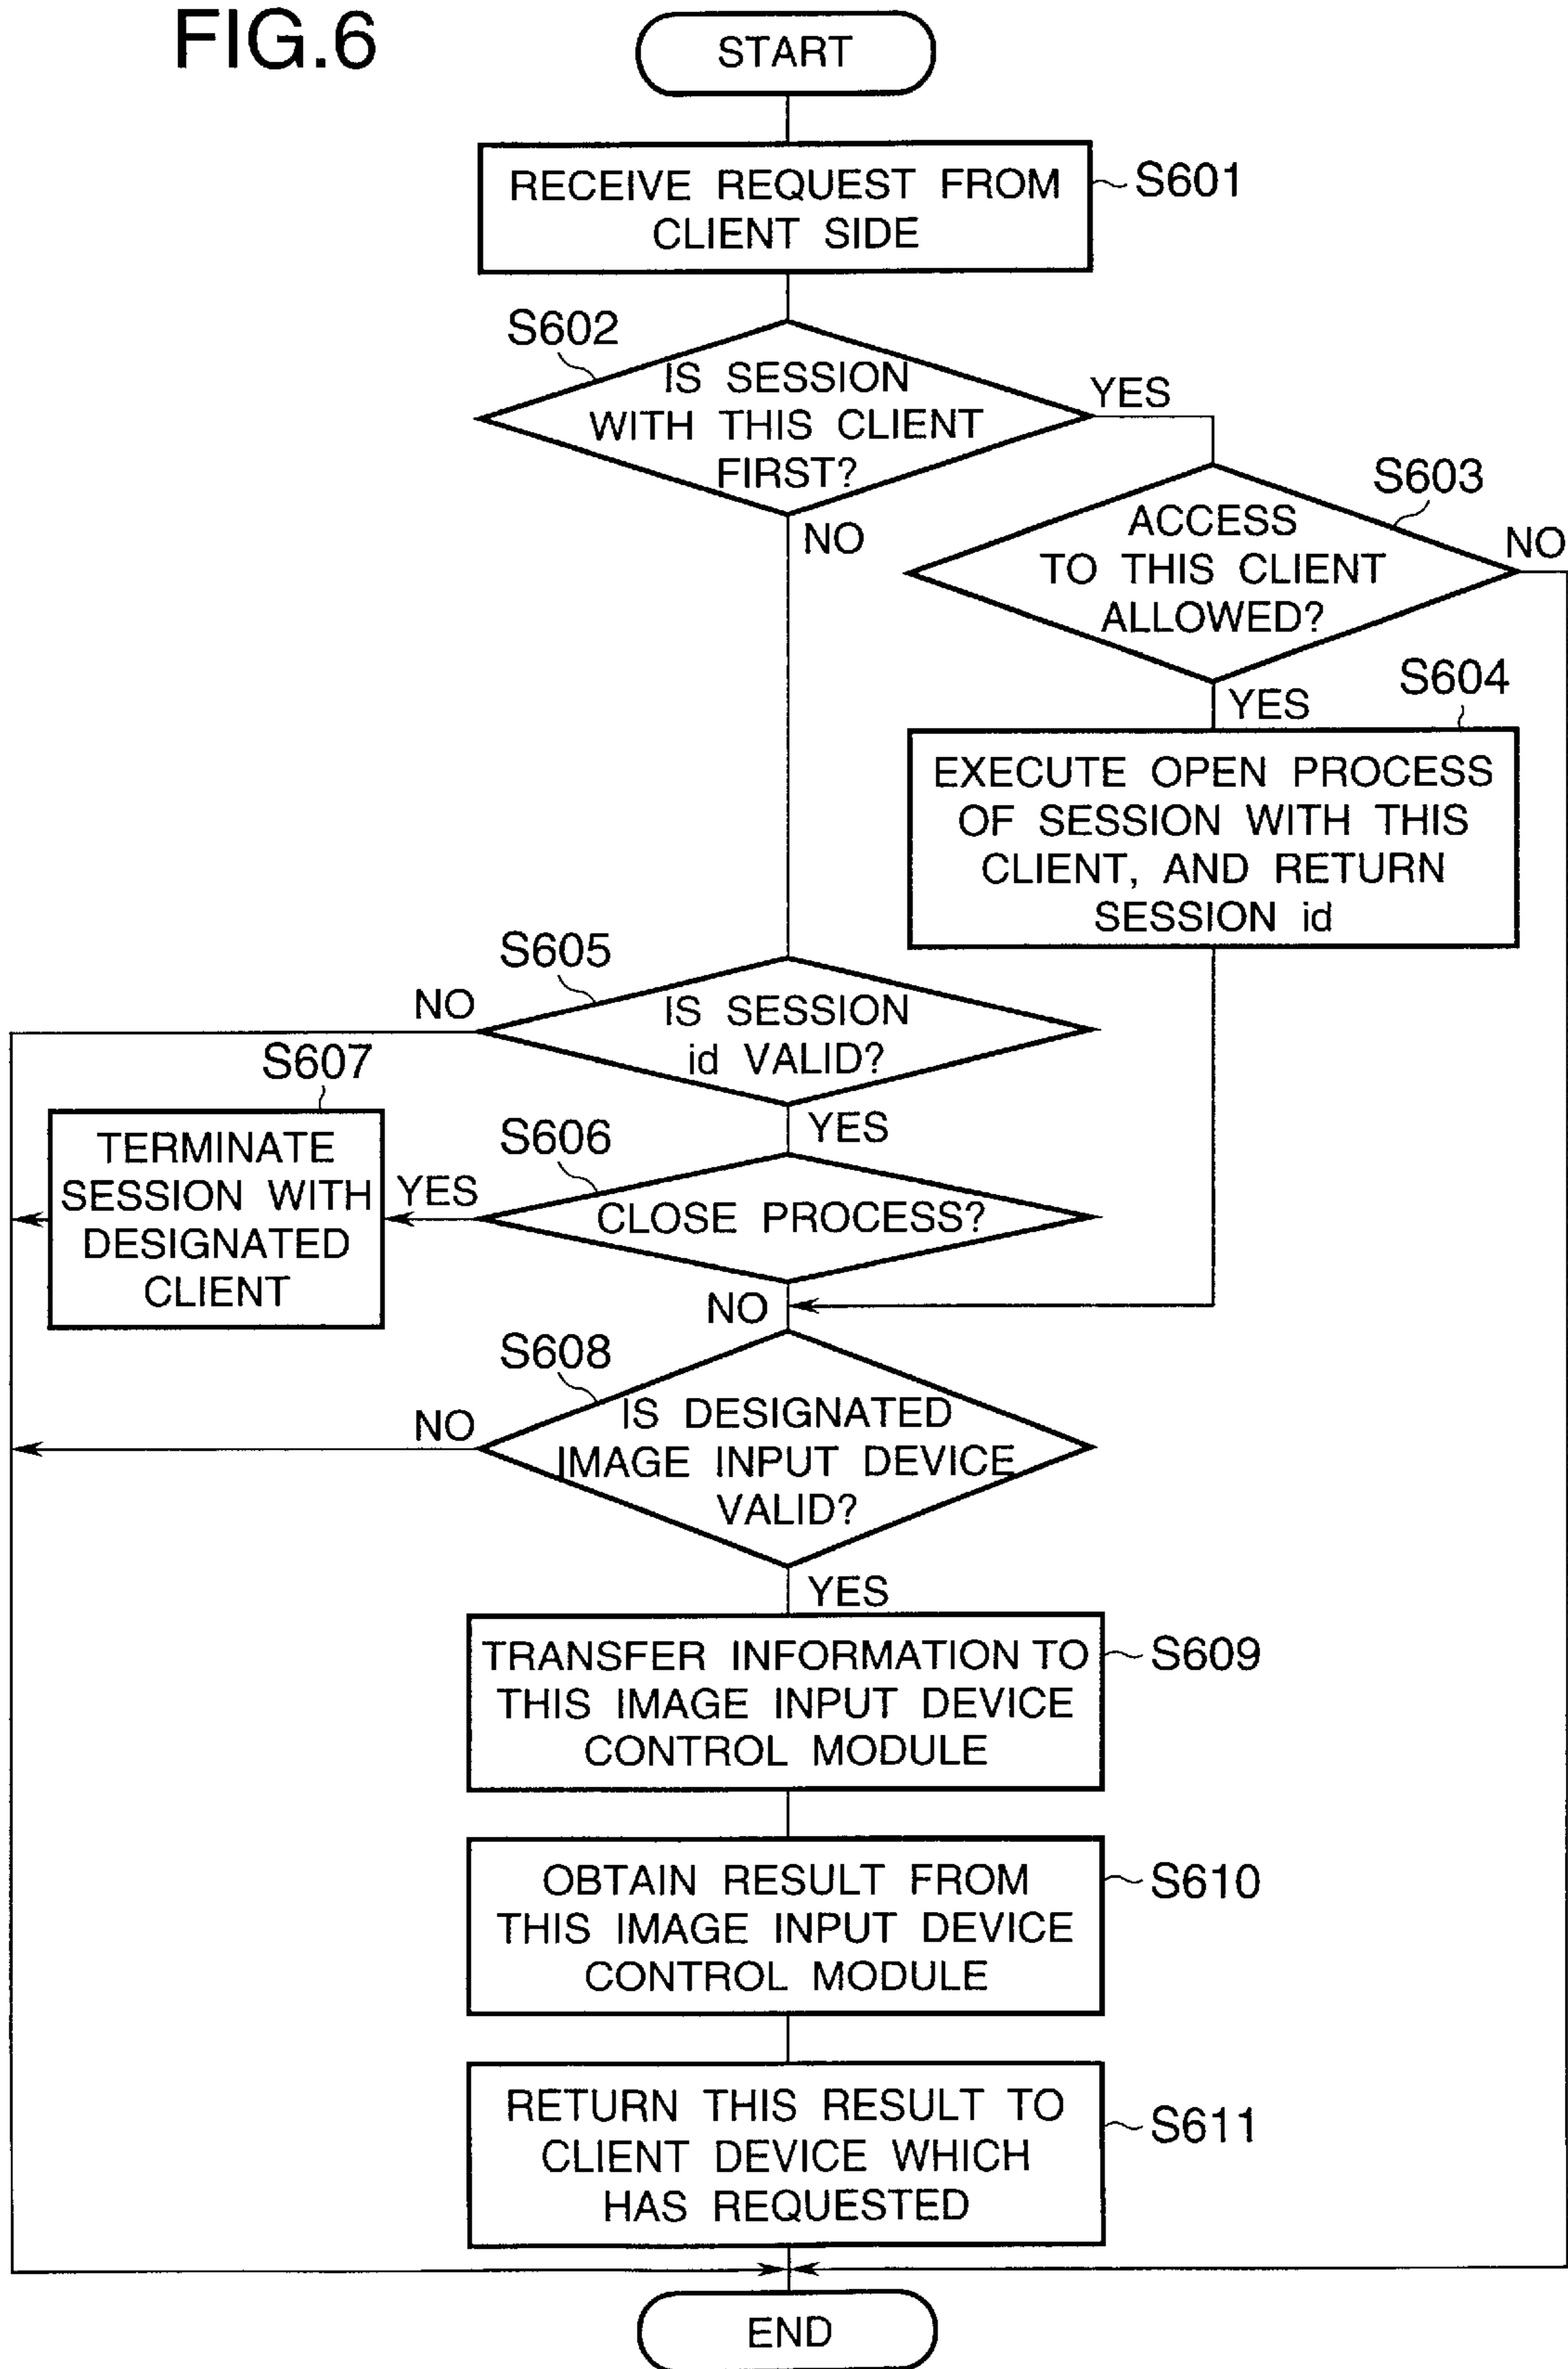 FIG.6
START
RECEIVE REQUEST FROM
CLIENT SIDE
S601
S602
IS SESSION
WITH THIS CLIENT
FIRST?
YES
NO
S603
ACCESS
TO THIS CLIENT
ALLOWED?
NO
YES
S604
EXECUTE OPEN PROCESS
OF SESSION WITH THIS
CLIENT, AND RETURN
SESSION id
S605
NO
IS SESSION
id VALID?
YES
S607
TERMINATE
SESSION WITH
DESIGNATED
CLIENT
S606
YES
CLOSE PROCESS?
NO
S608
NO
IS DESIGNATED
IMAGE INPUT DEVICE
VALID?
YES
TRANSFER INFORMATION TO
THIS IMAGE INPUT DEVICE
CONTROL MODULE
S609
OBTAIN RESULT FROM
THIS IMAGE INPUT DEVICE
CONTROL MODULE
S610
RETURN THIS RESULT TO
CLIENT DEVICE WHICH
HAS REQUESTED
S611
END